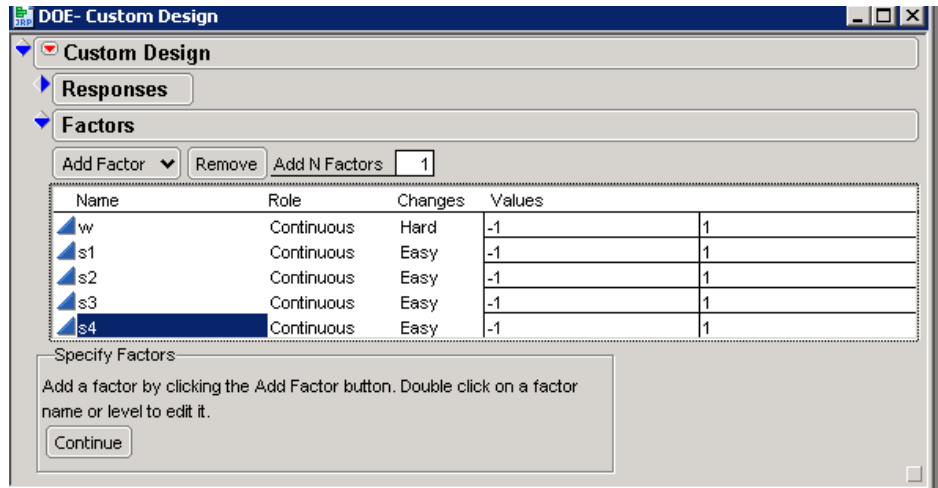 JRP DOE- Custom Design
Custom Design
Responses
Factors
Add Factor Remove Add N Factors 1
Name Role Changes Values
w Continuous Hard -1 1
s1 Continuous Easy -1 1
s2 Continuous Easy -1 1
s3 Continuous Easy -1 1
s4 Continuous Easy -1 1
Specify Factors
Add a factor by clicking the Add Factor button. Double click on a factor
name or level to edit it.
Continue